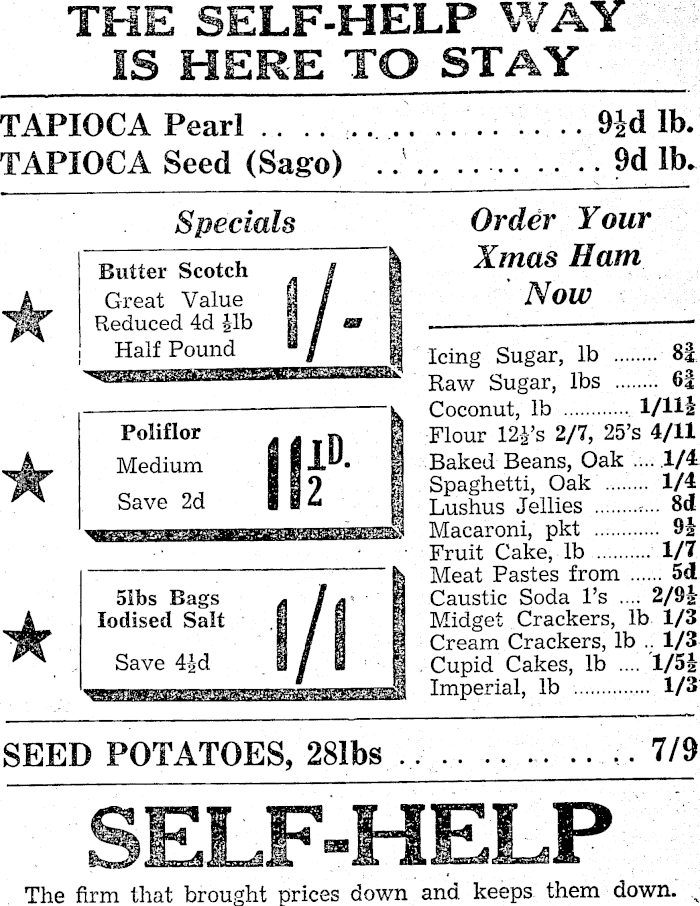 THE SELF-HELP WAY
IS HERE TO STAY
TAPIOCA Pearl .. .. .. .. .. .. .. .. 9½d lb.
TAPIOCA Seed (Sago) .. .. .. .. .. .. 9d lb.
Specials
Butter Scotch
Great Value
Reduced 4d ½lb
Half Pound
1/-
Poliflor
Medium
Save 2d
11½D.
5lbs Bags
Iodised Salt
Save 4½d
1/1
Order Your
Xmas Ham
Now
Icing Sugar, lb ........ 8¾
Raw Sugar, lbs ........ 6¾
Coconut, lb ............ 1/11½
Flour 12½'s 2/7, 25's 4/11
Baked Beans, Oak .... 1/4
Spaghetti, Oak ........ 1/4
Lushus Jellies ............ 8d
Macaroni, pkt ............ 9½
Fruit Cake, lb .......... 1/7
Meat Pastes from ...... 5d
Caustic Soda 1's .... 2/9½
Midget Crackers, lb 1/3
Cream Crackers, lb .. 1/3
Cupid Cakes, lb .... 1/5½
Imperial, lb .............. 1/3
SEED POTATOES, 28lbs .. .. .. .. .. .. 7/9
SELF-HELP
The firm that brought prices down and keeps them down.